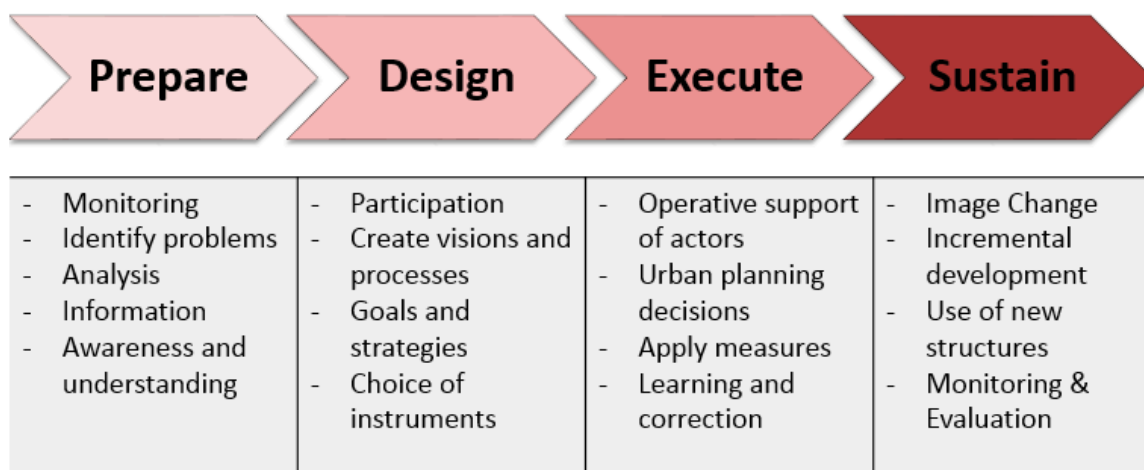 Prepare
Design
Execute
Sustain
- Monitoring
- Identify problems
- Analysis
- Information
- Awareness and
understanding
- Participation
- Create visions and
processes
- Goals and
strategies
- Choice of
instruments
- Operative support
of actors
- Urban planning
decisions
- Apply measures
- Learning and
correction
- Image Change
- Incremental
development
- Use of new
structures
- Monitoring &
Evaluation